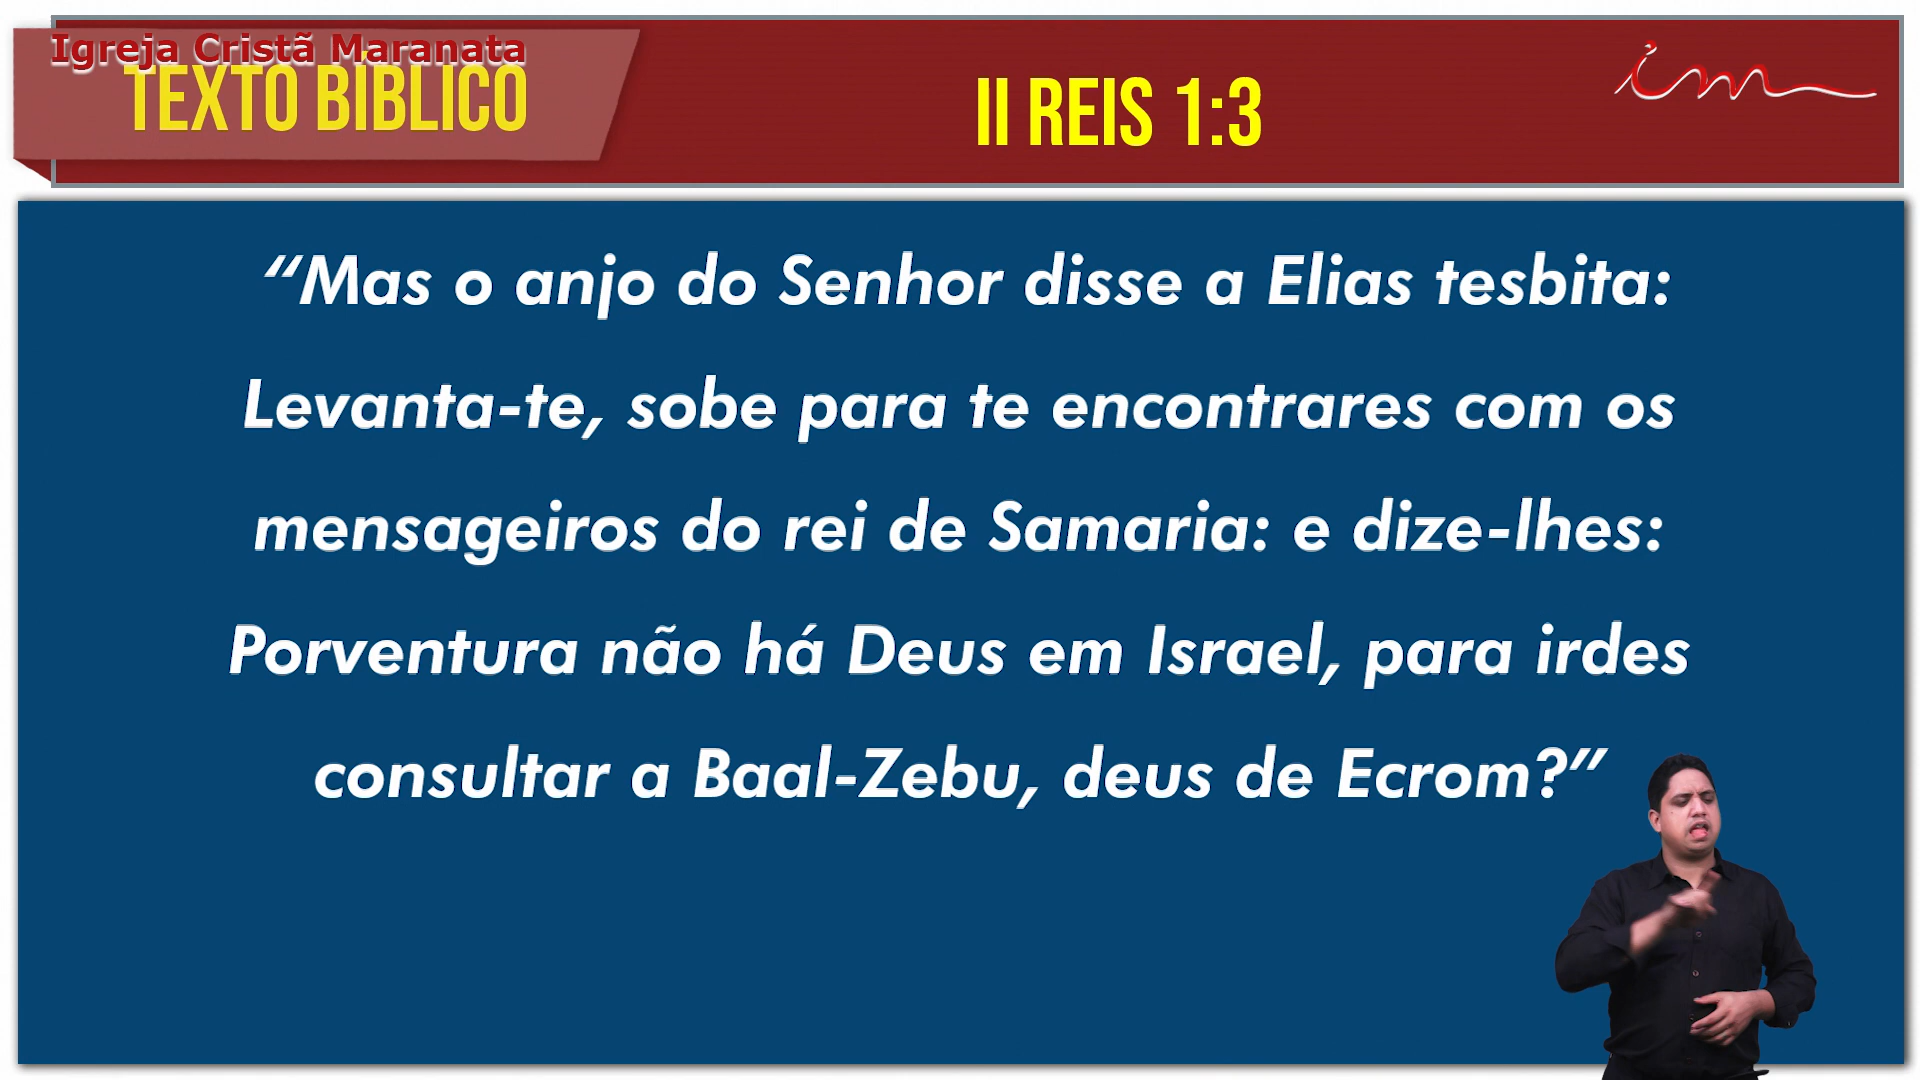 Igreja Cristã Maranata
TEXTO BÍBLICO
II REIS 1:3
im
“Mas o anjo do Senhor disse a Elias tesbita:
Levanta-te, sobe para te encontrares com os
mensageiros do rei de Samaria: e dize-lhes:
Porventura não há Deus em Israel, para irdes
consultar a Baal-Zebu, deus de Ecrom?”